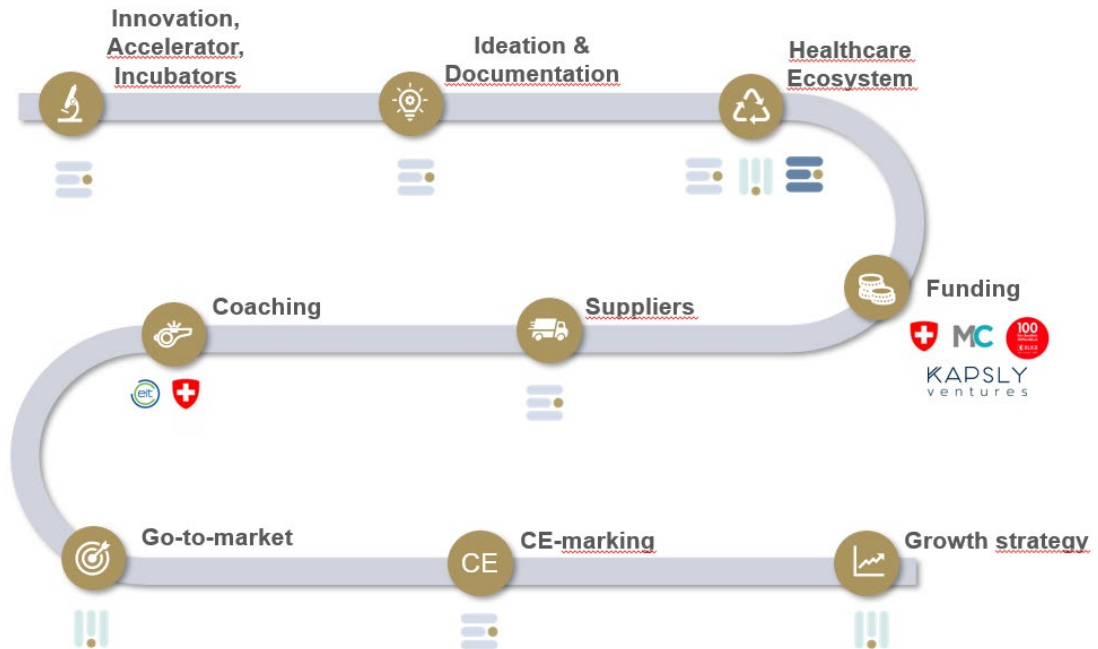 Innovation,
Accelerator,
Incubators
Ideation &
Documentation
Healthcare
Ecosystem
Funding
MC
100
KAPSLY
ventures
Suppliers
Coaching
eit
Go-to-market
CE
CE-marking
Growth strategy